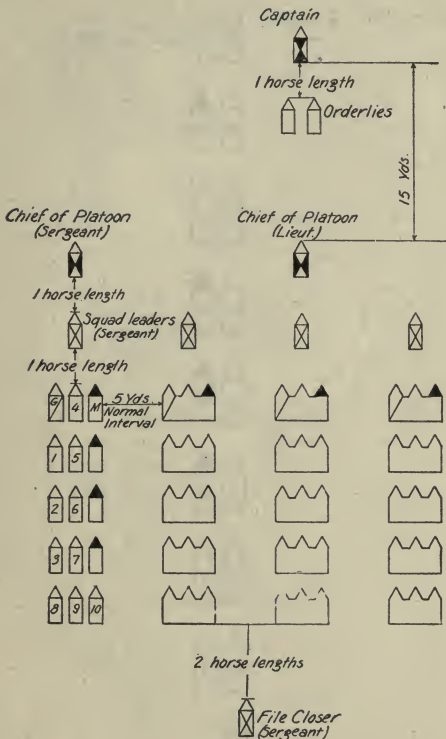 Captain
1 horse length
Orderlies
15 Yds.
Chief of Platoon
(Sergeant)
Chief of Platoon
(Lieut.)
1 horse length
Squad leaders
(Sergeant)
1 horse length
G 4 M
5 Yds.
Normal
Interval
1 5
2 6
3 7
8 9 10
2 horse lengths
File Closer
(Sergeant)